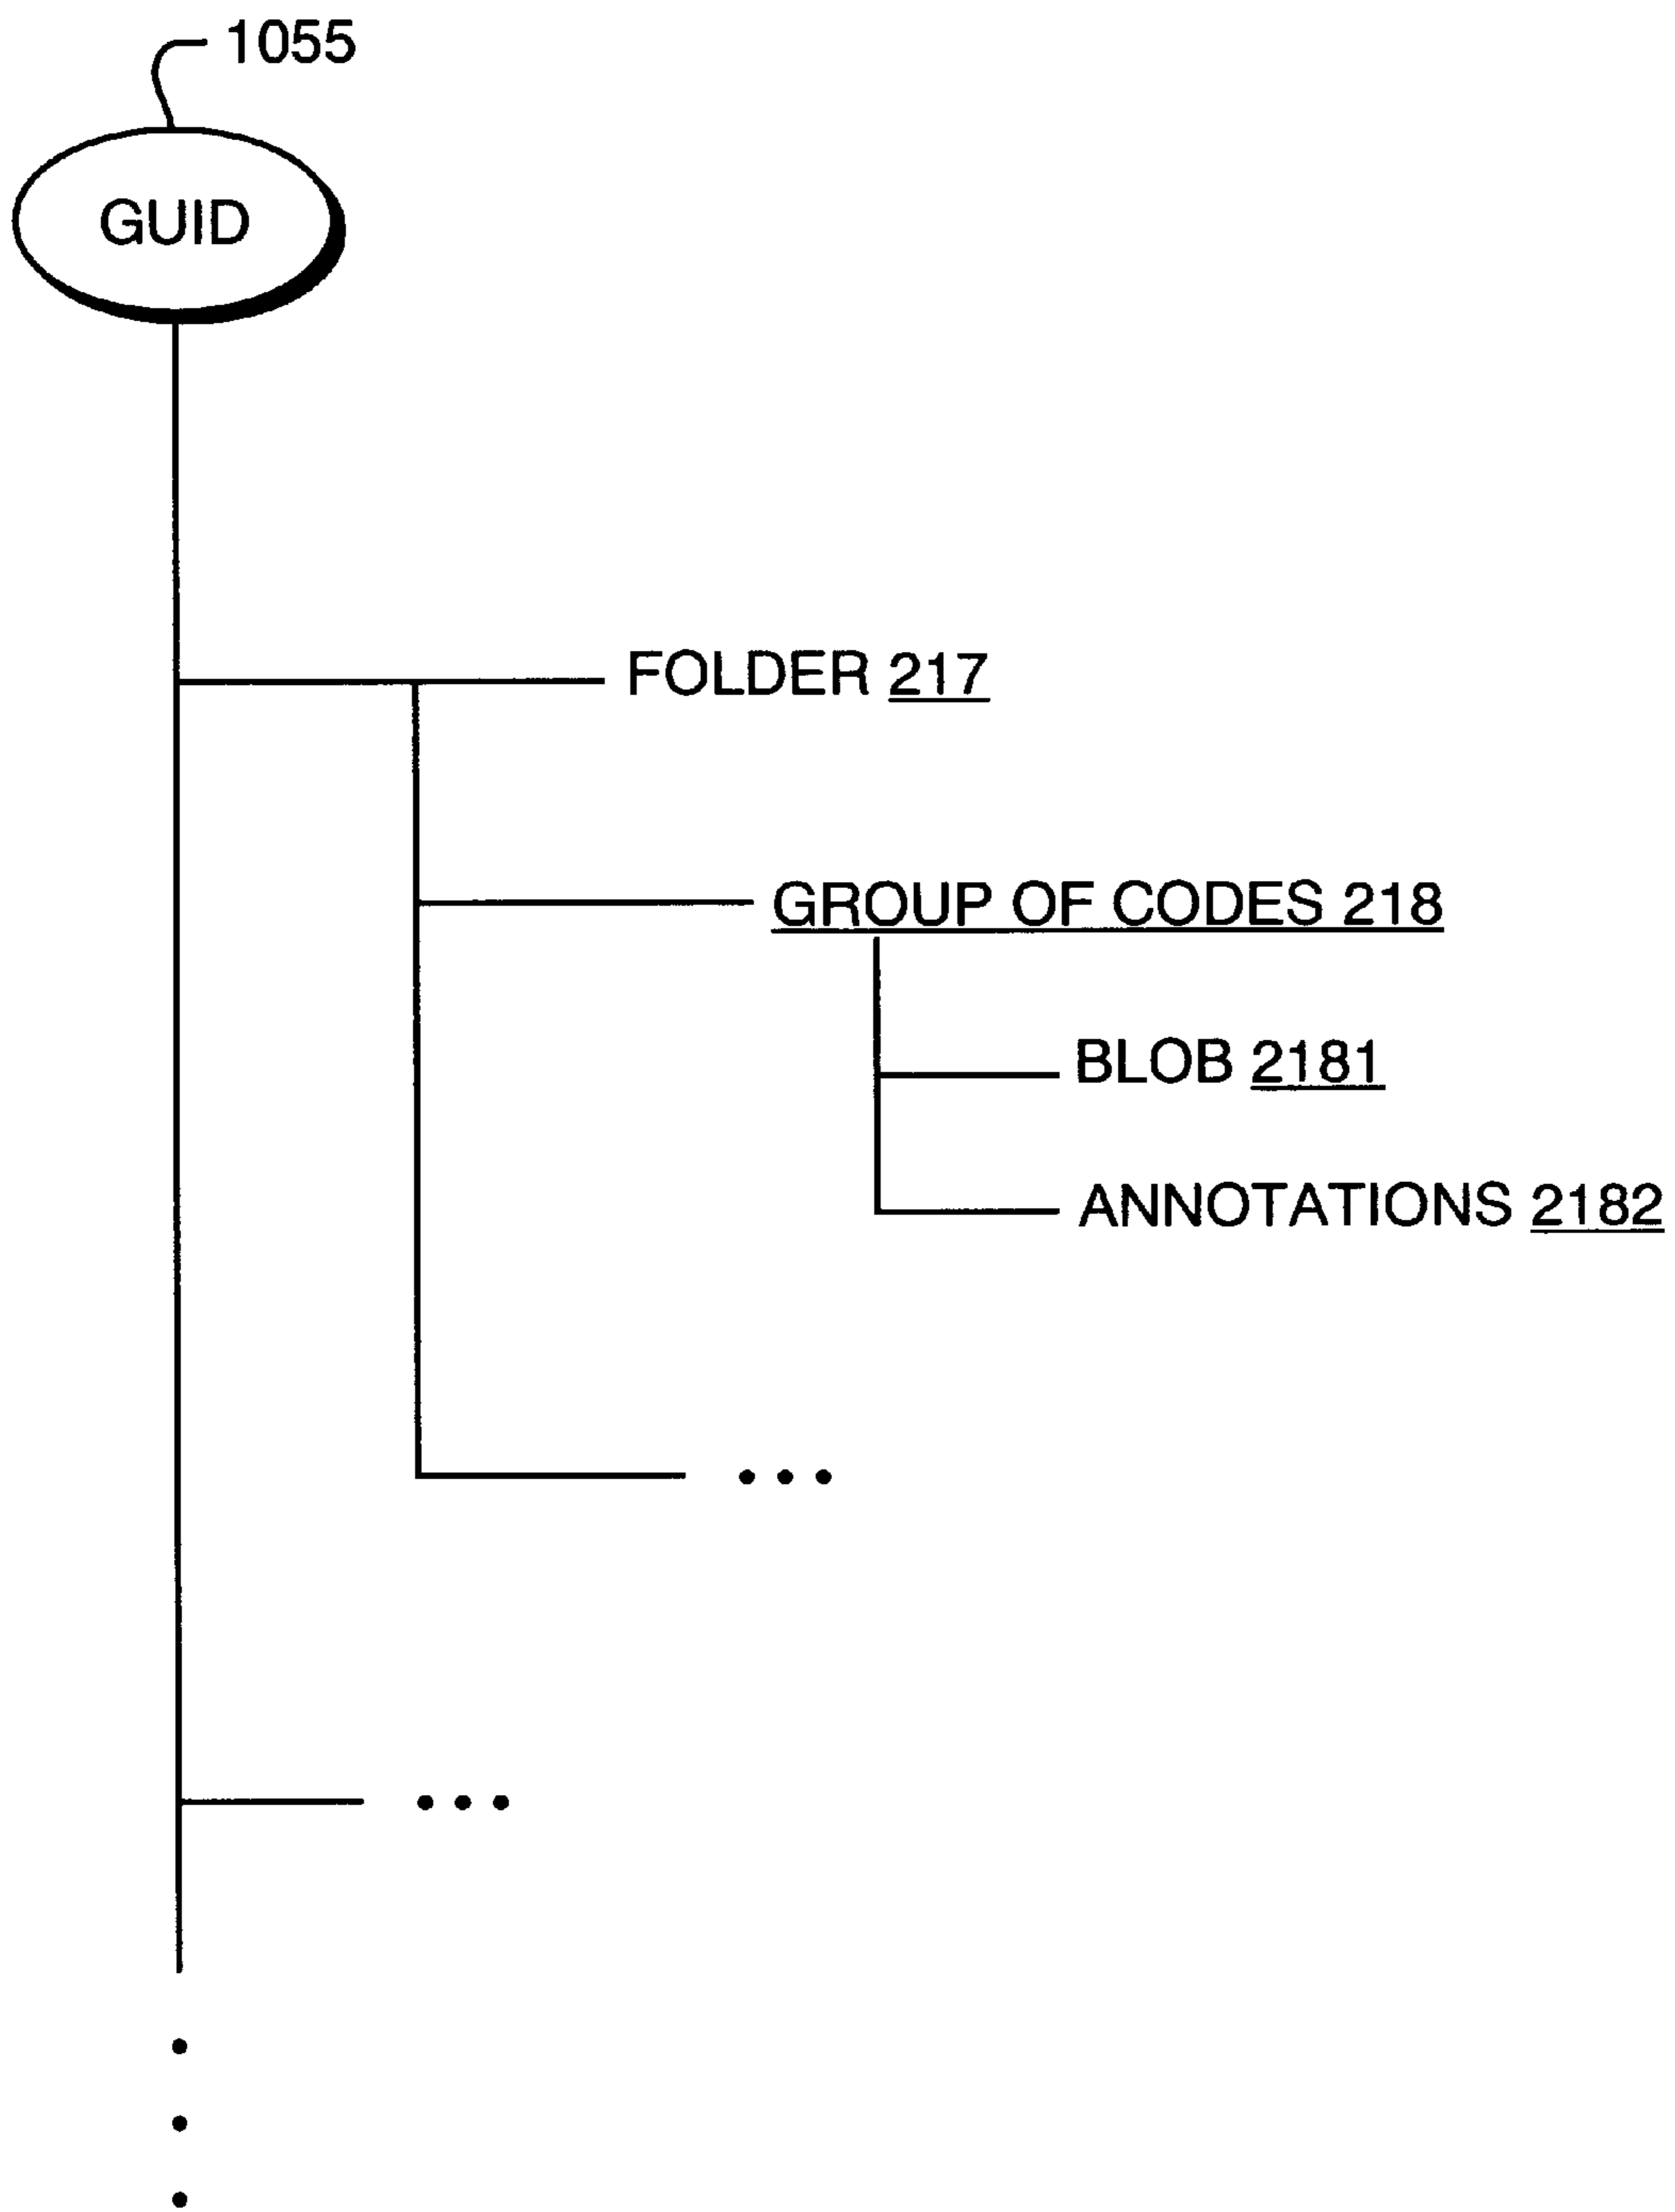 1055
GUID
FOLDER 217
GROUP OF CODES 218
BLOB 2181
ANNOTATIONS 2182